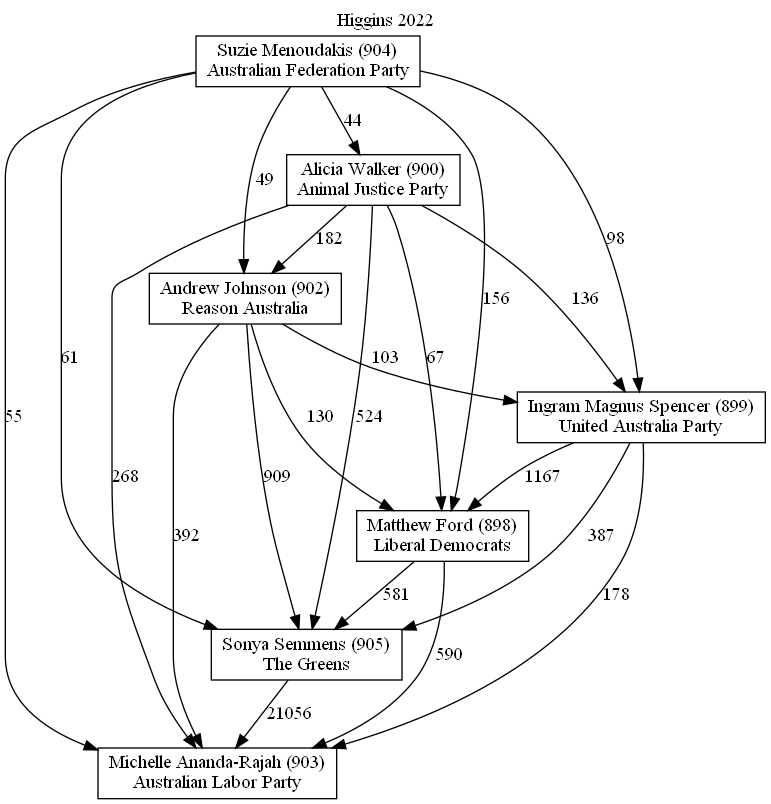 Higgins 2022
Suzie Menoudakis (904)
Australian Federation Party
44
Alicia Walker (900)
Animal Justice Party
49
182
98
Andrew Johnson (902)
Reason Australia
156
136
61
103
67
55
130
524
Ingram Magnus Spencer (899)
United Australia Party
268
909
1167
392
Matthew Ford (898)
Liberal Democrats
387
581
178
Sonya Semmens (905)
The Greens
590
21056
Michelle Ananda-Rajah (903)
Australian Labor Party